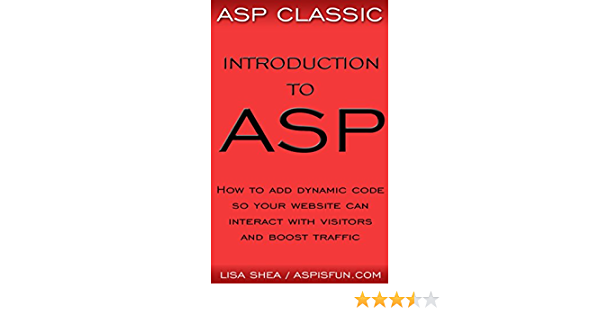 ASP CLASSIC
INTRODUCTION
TO
ASP
HOW TO ADD DYNAMIC CODE
SO YOUR WEBSITE CAN
INTERACT WITH VISITORS
AND BOOST TRAFFIC
LISA SHEA / ASPISFUN.COM